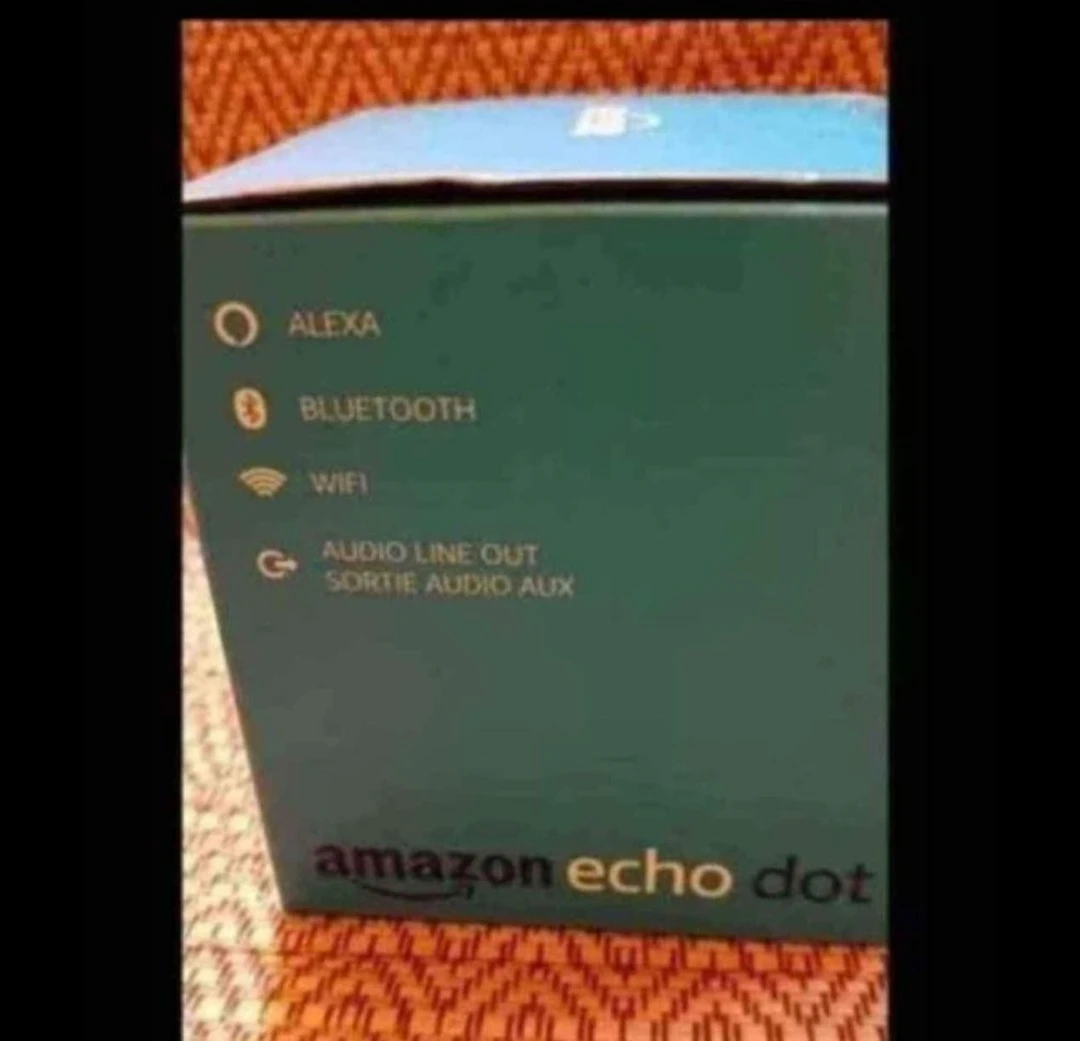 ALEXA
BLUETOOTH
WIFI
AUDIO LINE OUT
SORTIE AUDIO AUX
amazon echo dot